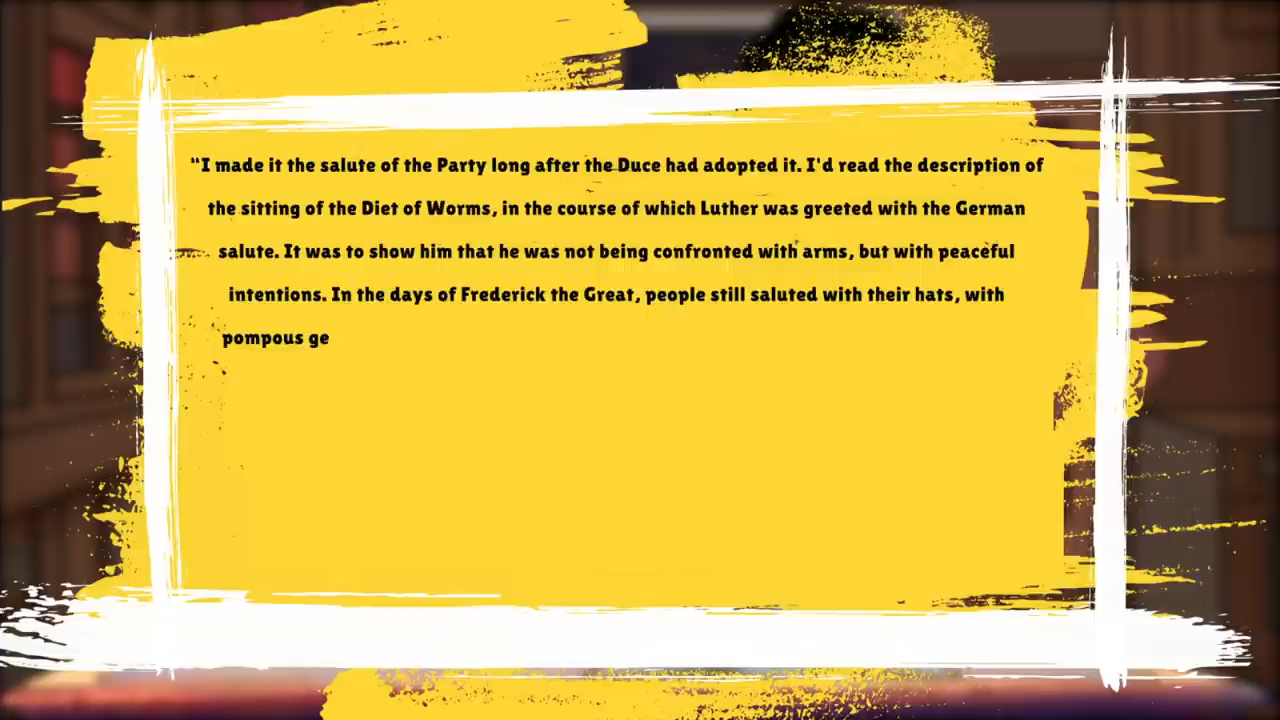 “I made it the salute of the Party long after the Duce had adopted it. I'd read the description of
the sitting of the Diet of Worms, in the course of which Luther was greeted with the German
salute. It was to show him that he was not being confronted with arms, but with peaceful
intentions. In the days of Frederick the Great, people still saluted with their hats, with
pompous ge